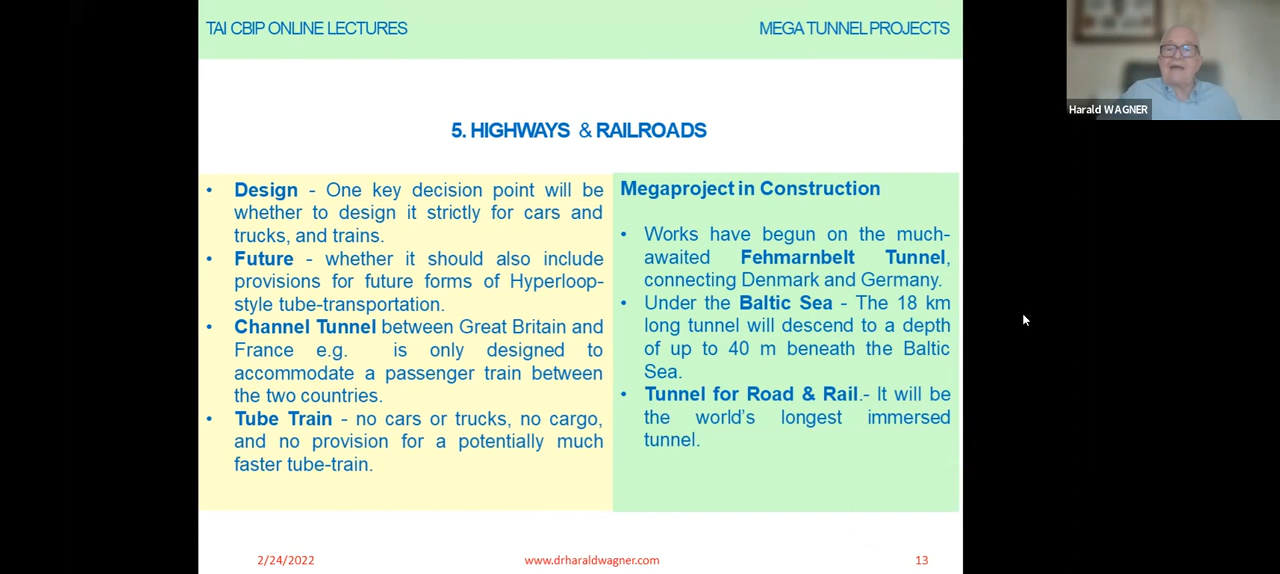 TAI CBIP ONLINE LECTURES
MEGA TUNNEL PROJECTS
Harald WAGNER
5. HIGHWAYS & RAILROADS
• Design - One key decision point will be
whether to design it strictly for cars and
trucks, and trains.
• Future - whether it should also include
provisions for future forms of Hyperloop-
style tube-transportation.
• Channel Tunnel between Great Britain and
France e.g. is only designed to
accommodate a passenger train between
the two countries.
• Tube Train - no cars or trucks, no cargo,
and no provision for a potentially much
faster tube-train.
Megaproject in Construction
• Works have begun on the much-
awaited Fehmarnbelt Tunnel,
connecting Denmark and Germany.
• Under the Baltic Sea - The 18 km
long tunnel will descend to a depth
of up to 40 m beneath the Baltic
Sea.
• Tunnel for Road & Rail.- It will be
the world's longest immersed
tunnel.
2/24/2022
www.drharaldwagner.com
13